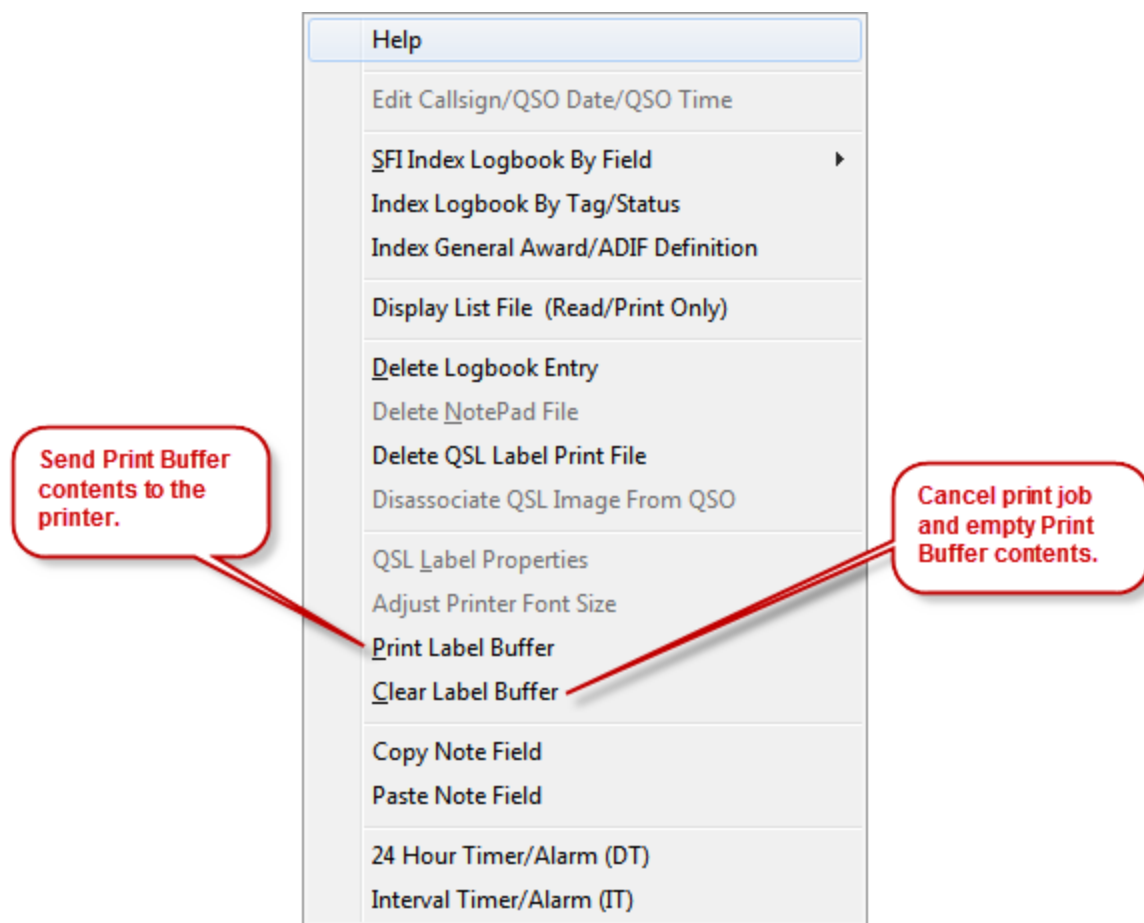 Help
Edit Callsign/QSO Date/QSO Time
SFI Index Logbook By Field
Index Logbook By Tag/Status
Index General Award/ADIF Definition
Display List File  (Read/Print Only)
Delete Logbook Entry
Delete NotePad File
Delete QSL Label Print File
Disassociate QSL Image From QSO
QSL Label Properties
Adjust Printer Font Size
Print Label Buffer
Clear Label Buffer
Copy Note Field
Paste Note Field
24 Hour Timer/Alarm (DT)
Interval Timer/Alarm (IT)
Send Print Buffer
contents to the
printer.
Cancel print job
and empty Print
Buffer contents.